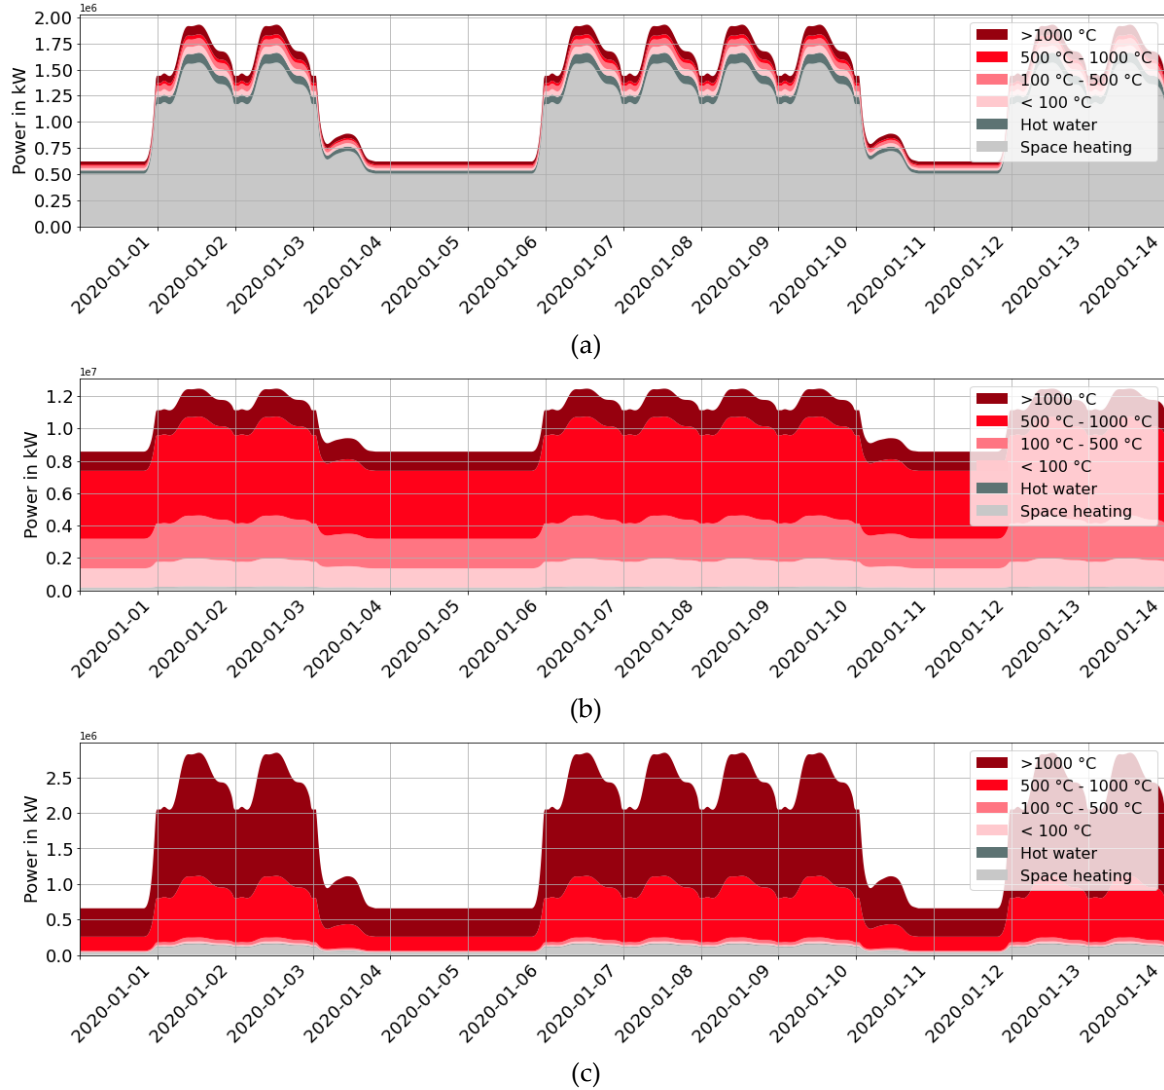 1e6
Power in kW
2.00
1.75
1.50
1.25
1.00
0.75
0.50
0.25
0.00
>1000 °C
500 °C - 1000 °C
100 °C - 500 °C
< 100 °C
Hot water
Space heating
2020-01-01
2020-01-02
2020-01-03
2020-01-04
2020-01-05
2020-01-06
2020-01-07
2020-01-08
2020-01-09
2020-01-10
2020-01-11
2020-01-12
2020-01-13
2020-01-14
(a)
1e7
Power in kW
1.2
1.0
0.8
0.6
0.4
0.2
0.0
>1000 °C
500 °C - 1000 °C
100 °C - 500 °C
< 100 °C
Hot water
Space heating
2020-01-01
2020-01-02
2020-01-03
2020-01-04
2020-01-05
2020-01-06
2020-01-07
2020-01-08
2020-01-09
2020-01-10
2020-01-11
2020-01-12
2020-01-13
2020-01-14
(b)
1e6
Power in kW
2.5
2.0
1.5
1.0
0.5
0.0
>1000 °C
500 °C - 1000 °C
100 °C - 500 °C
< 100 °C
Hot water
Space heating
2020-01-01
2020-01-02
2020-01-03
2020-01-04
2020-01-05
2020-01-06
2020-01-07
2020-01-08
2020-01-09
2020-01-10
2020-01-11
2020-01-12
2020-01-13
2020-01-14
(c)